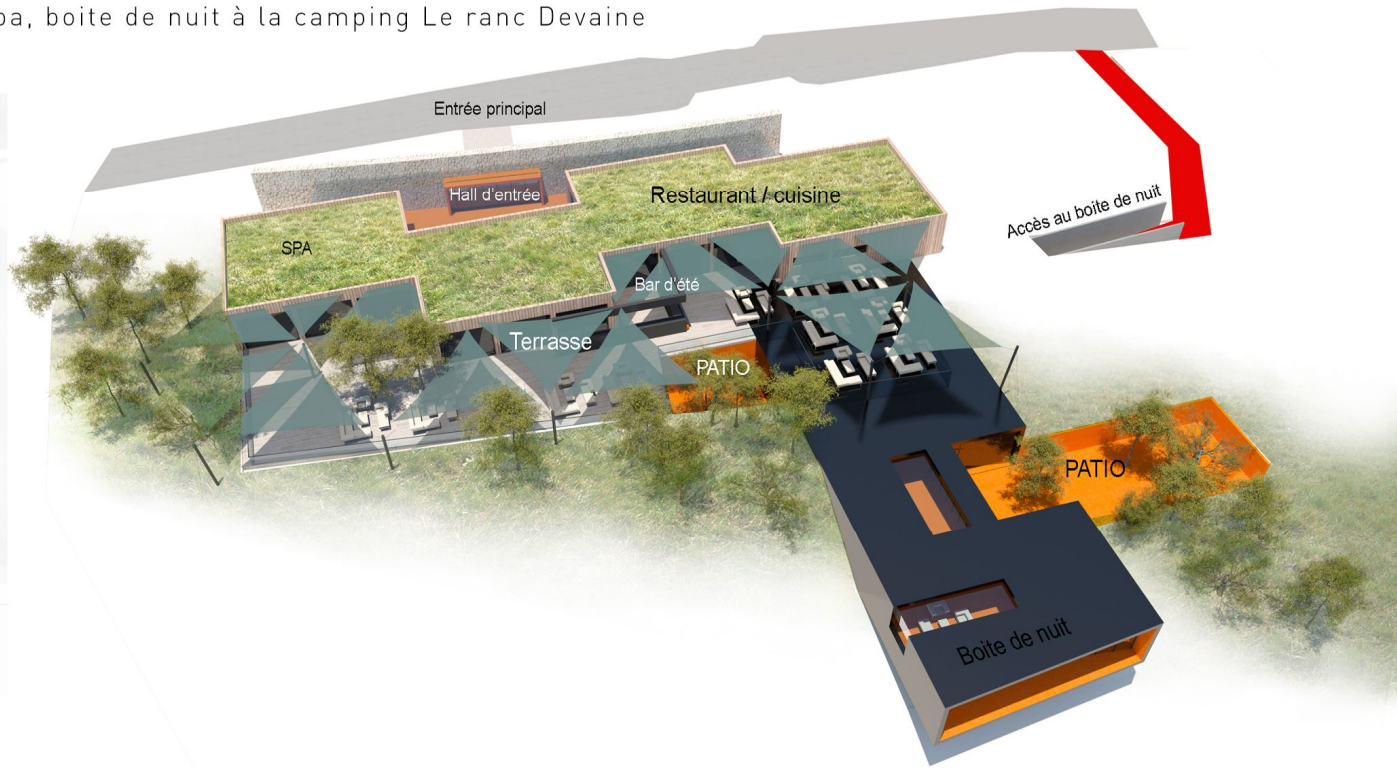 boite de nuit à la camping Le ranc Devaine
Entrée principal
Hall d'entrée
Restaurant / cuisine
Accès au boite de nuit
SPA
Bar d'été
Terrasse
PATIO
PATIO
Boite de nuit